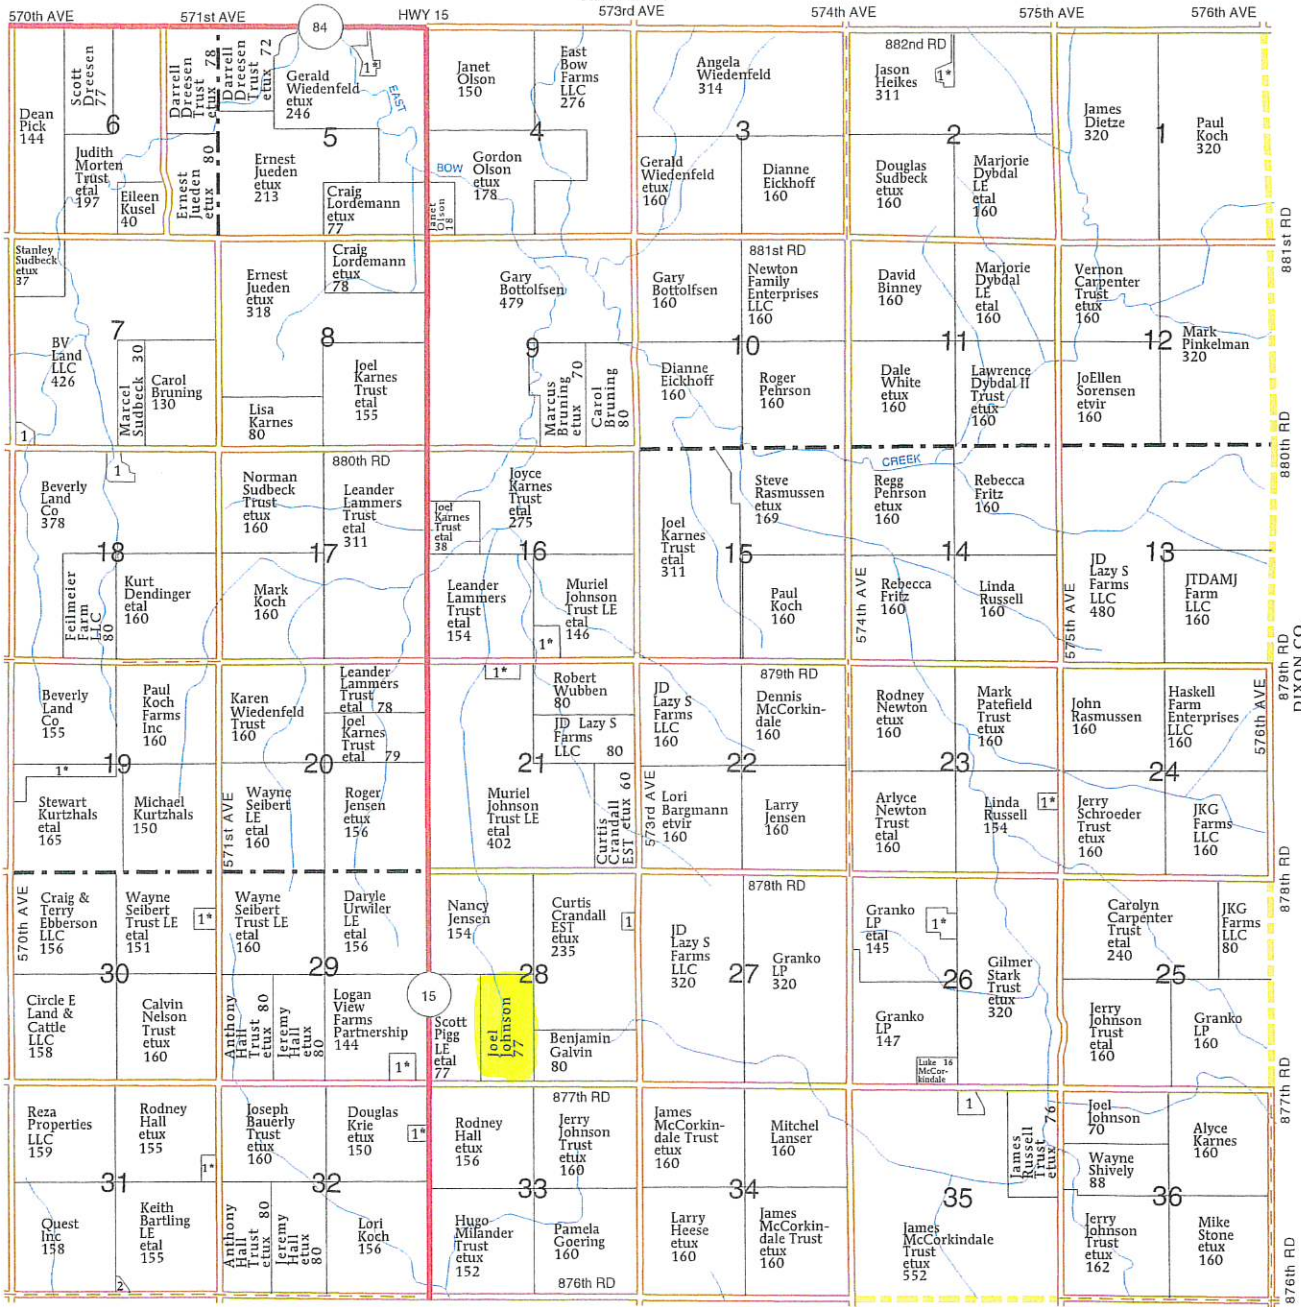 570th AVE
571st AVE
HWY 15
573rd AVE
574th AVE
575th AVE
576th AVE
84
Dean
Pick
144
Scott
Dreesen
77
6
Darrell
Dreesen
Trust
etux 78
Judith
Morten
Trust
etal
197
Eileen
Kusel
40
Ernest
Jueden
etux 80
Darrell
Dreesen
Trust
etux 72
Gerald
Wiedenfeld
etux
246
1*
EAST
5
Ernest
Jueden
etux
213
Craig
Lordemann
etux
77
Janet
Olson
150
East
Bow
Farms
LLC
276
4
BOW
Gordon
Olson
etux
178
Janet
Olson
18
Angela
Wiedenfeld
314
3
Gerald
Wiedenfeld
etux
160
Dianne
Eickhoff
160
882nd RD
Jason
Heikes
311
1*
2
Douglas
Sudbeck
etux
160
Marjorie
Dybdal
LE
etal
160
James
Dietze
320
1
Paul
Koch
320
881st RD
Stanley
Sudbeck
etux
37
7
BV
Land
LLC
426
Marcel
Sudbeck 30
Carol
Bruning
130
1
Ernest
Jueden
etux
318
Craig
Lordemann
etux
78
8
Lisa
Karnes
80
Joel
Karnes
Trust
etal
155
Gary
Bottolfsen
479
9
Marcus
Bruning
etux 70
Carol
Bruning
80
881st RD
Gary
Bottolfsen
160
Newton
Family
Enterprises
LLC
160
10
Dianne
Eickhoff
160
Roger
Pehrson
160
David
Binney
160
Marjorie
Dybdal
LE
etal
160
11
Dale
White
etux
160
Lawrence
Dybdal II
Trust
etux
160
Vernon
Carpenter
Trust
etux
160
12
Mark
Pinkelman
320
JoEllen
Sorensen
etvir
160
880th RD
Beverly
Land
Co
378
1
18
Feilmeier
Farm
LLC
80
Kurt
Dendinger
etal
160
880th RD
Norman
Sudbeck
Trust
etux
160
Leander
Lammers
Trust
etal
311
17
Mark
Koch
160
Joel
Karnes
Trust
etal
38
Joyce
Karnes
Trust
etal
275
16
Leander
Lammers
Trust
etal
154
Muriel
Johnson
Trust LE
etal
146
1*
Joel
Karnes
Trust
etal
311
15
Steve
Rasmussen
etux
169
Paul
Koch
160
CREEK
Regg
Pehrson
etux
160
Rebecca
Fritz
160
14
574th AVE
Rebecca
Fritz
160
Linda
Russell
160
575th AVE
JD
Lazy S
Farms
LLC
480
13
JTDAMJ
Farm
LLC
160
879th RD
DIXON CO
Beverly
Land
Co
155
Paul
Koch
Farms
Inc
160
19
1*
Stewart
Kurtzhals
etal
165
Michael
Kurtzhals
150
Karen
Wiedenfeld
Trust
160
Leander
Lammers
Trust
etal 78
Joel
Karnes
Trust
etal 79
20
571st AVE
Wayne
Seibert
LE
etal
160
Roger
Jensen
etux
156
1*
Robert
Wubben
80
JD Lazy S
Farms
LLC 80
21
Muriel
Johnson
Trust LE
etal
402
Curtis
Crandall
EST etux 60
879th RD
JD
Lazy S
Farms
LLC
160
Dennis
McCorkin-
dale
160
22
573rd AVE
Lori
Bargmann
etvir
160
Larry
Jensen
160
Rodney
Newton
etux
160
Mark
Patefield
Trust
etux
160
23
Arlyce
Newton
Trust
etal
160
Linda
Russell
154
1*
John
Rasmussen
160
Haskell
Farm
Enterprises
LLC
160
576th AVE
24
Jerry
Schroeder
Trust
etux
160
JKG
Farms
LLC
160
878th RD
570th AVE
Craig &
Terry
Ebberson
LLC
156
Wayne
Seibert
Trust LE
etal
151
1*
30
Circle E
Land &
Cattle
LLC
158
Calvin
Nelson
Trust
etux
160
Wayne
Seibert
Trust LE
etal
160
Daryle
Urwiler
LE
etal
156
29
Anthony
Hall
Trust
etux 80
Jeremy
Hall
etux
80
Logan
View
Farms
Partnership
144
1*
15
Nancy
Jensen
154
Curtis
Crandall
EST
etux
235
1
28
Scott
Pigg
LE
etal
77
Joel
Johnson
77
Benjamin
Galvin
80
878th RD
JD
Lazy S
Farms
LLC
320
27
Granko
LP
320
Granko
LP
etal
145
1*
26
Gilmer
Stark
Trust
etux
320
Granko
LP
147
Luke 16
McCor-
kindale
Carolyn
Carpenter
Trust
etal
240
JKG
Farms
LLC
80
25
Jerry
Johnson
Trust
etal
160
Granko
LP
160
877th RD
Reza
Properties
LLC
159
Rodney
Hall
etux
155
1*
31
Quest
Inc
158
Keith
Bartling
LE
etal
155
2
Joseph
Bauerly
Trust
etux
160
Douglas
Krie
etux
150
1*
32
Anthony
Hall
Trust
etux 80
Jeremy
Hall
etux
80
Lori
Koch
156
877th RD
Rodney
Hall
etux
156
Jerry
Johnson
Trust
etux
160
33
Hugo
Milander
Trust
etux
152
Pamela
Goering
160
876th RD
James
McCorkin-
dale Trust
etux
160
Mitchel
Lanser
160
34
Larry
Heese
etux
160
James
McCorkin-
dale Trust
etux
160
1
James
Russell
Trust
etux 76
35
James
McCorkindale
Trust
etux
552
Joel
Johnson
70
Wayne
Shively
88
Alyce
Karnes
160
36
Jerry
Johnson
Trust
etux
162
Mike
Stone
etux
160
876th RD